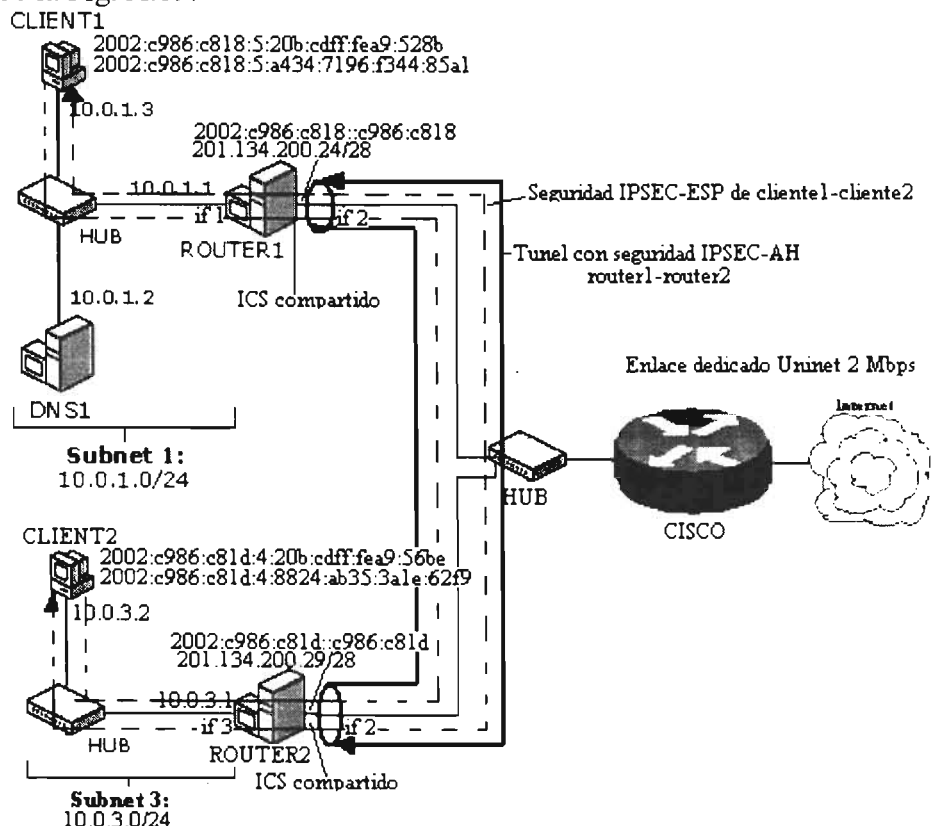 CLIENT1
2002:c986:c818:5:20b:cdff:fea9:528b
2002:c986:c818:5:a434:7196:f344:85a1
10.0.1.3
2002:c986:c818::c986:c818
201.134.200.24/28
10.0.1.1
if 1
if 2
HUB
ROUTER1
ICS compartido
10.0.1.2
DNS1
Subnet 1:
10.0.1.0/24
Seguridad IPSEC-ESP de cliente1-cliente2
Tunel con seguridad IPSEC-AH
router1-router2
Enlace dedicado Uninet 2 Mbps
Internet
HUB
CISCO
CLIENT2
2002:c986:c81d:4:20b:cdff:fea9:56be
2002:c986:c81d:4:8824:ab35:3a1e:62f9
10.0.3.2
2002:c986:c81d::c986:c81d
201.134.200.29/28
10.0.3.1
if 3
if 2
HUB
ROUTER2
ICS compartido
Subnet 3:
10.0.3.0/24